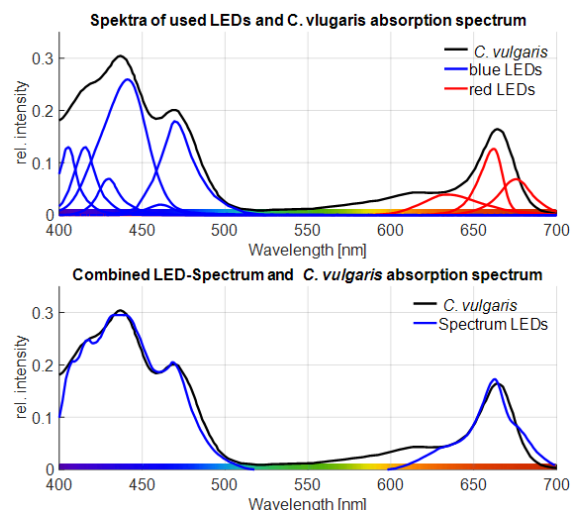 Spektra of used LEDs and C. vlugaris absorption spectrum
rel. intensity
0.3
0.2
0.1
0
C. vulgaris
blue LEDs
red LEDs
400 450 500 550 600 650 700
Wavelength [nm]
Combined LED-Spectrum and C. vulgaris absorption spectrum
rel. intensity
0.3
0.2
0.1
0
C. vulgaris
Spectrum LEDs
400 450 500 550 600 650 700
Wavelength [nm]